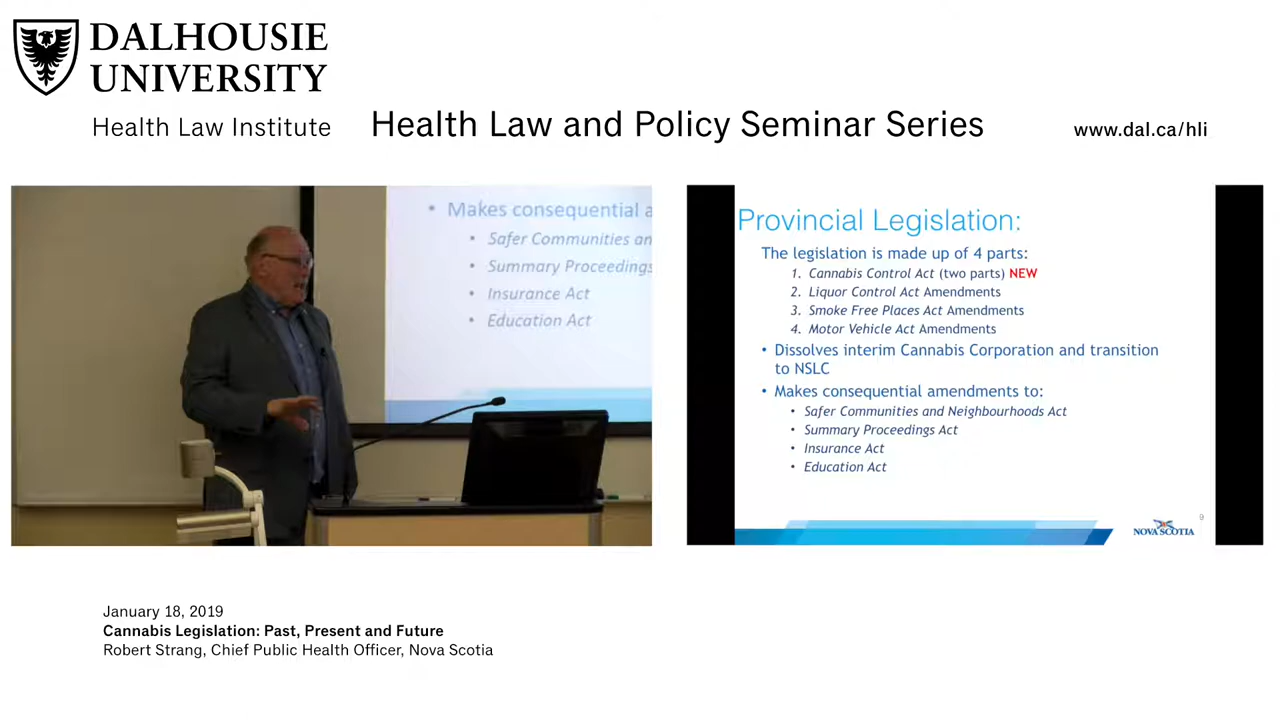 DALHOUSIE
UNIVERSITY
Health Law Institute
Health Law and Policy Seminar Series
www.dal.ca/hli
• Makes consequential a
• Safer Communities an
• Summary Proceedings
• Insurance Act
• Education Act
Provincial Legislation:
The legislation is made up of 4 parts:
1. Cannabis Control Act (two parts) NEW
2. Liquor Control Act Amendments
3. Smoke Free Places Act Amendments
4. Motor Vehicle Act Amendments
• Dissolves interim Cannabis Corporation and transition
to NSLC
• Makes consequential amendments to:
• Safer Communities and Neighbourhoods Act
• Summary Proceedings Act
• Insurance Act
• Education Act
9
NOVA SCOTIA
January 18, 2019
Cannabis Legislation: Past, Present and Future
Robert Strang, Chief Public Health Officer, Nova Scotia